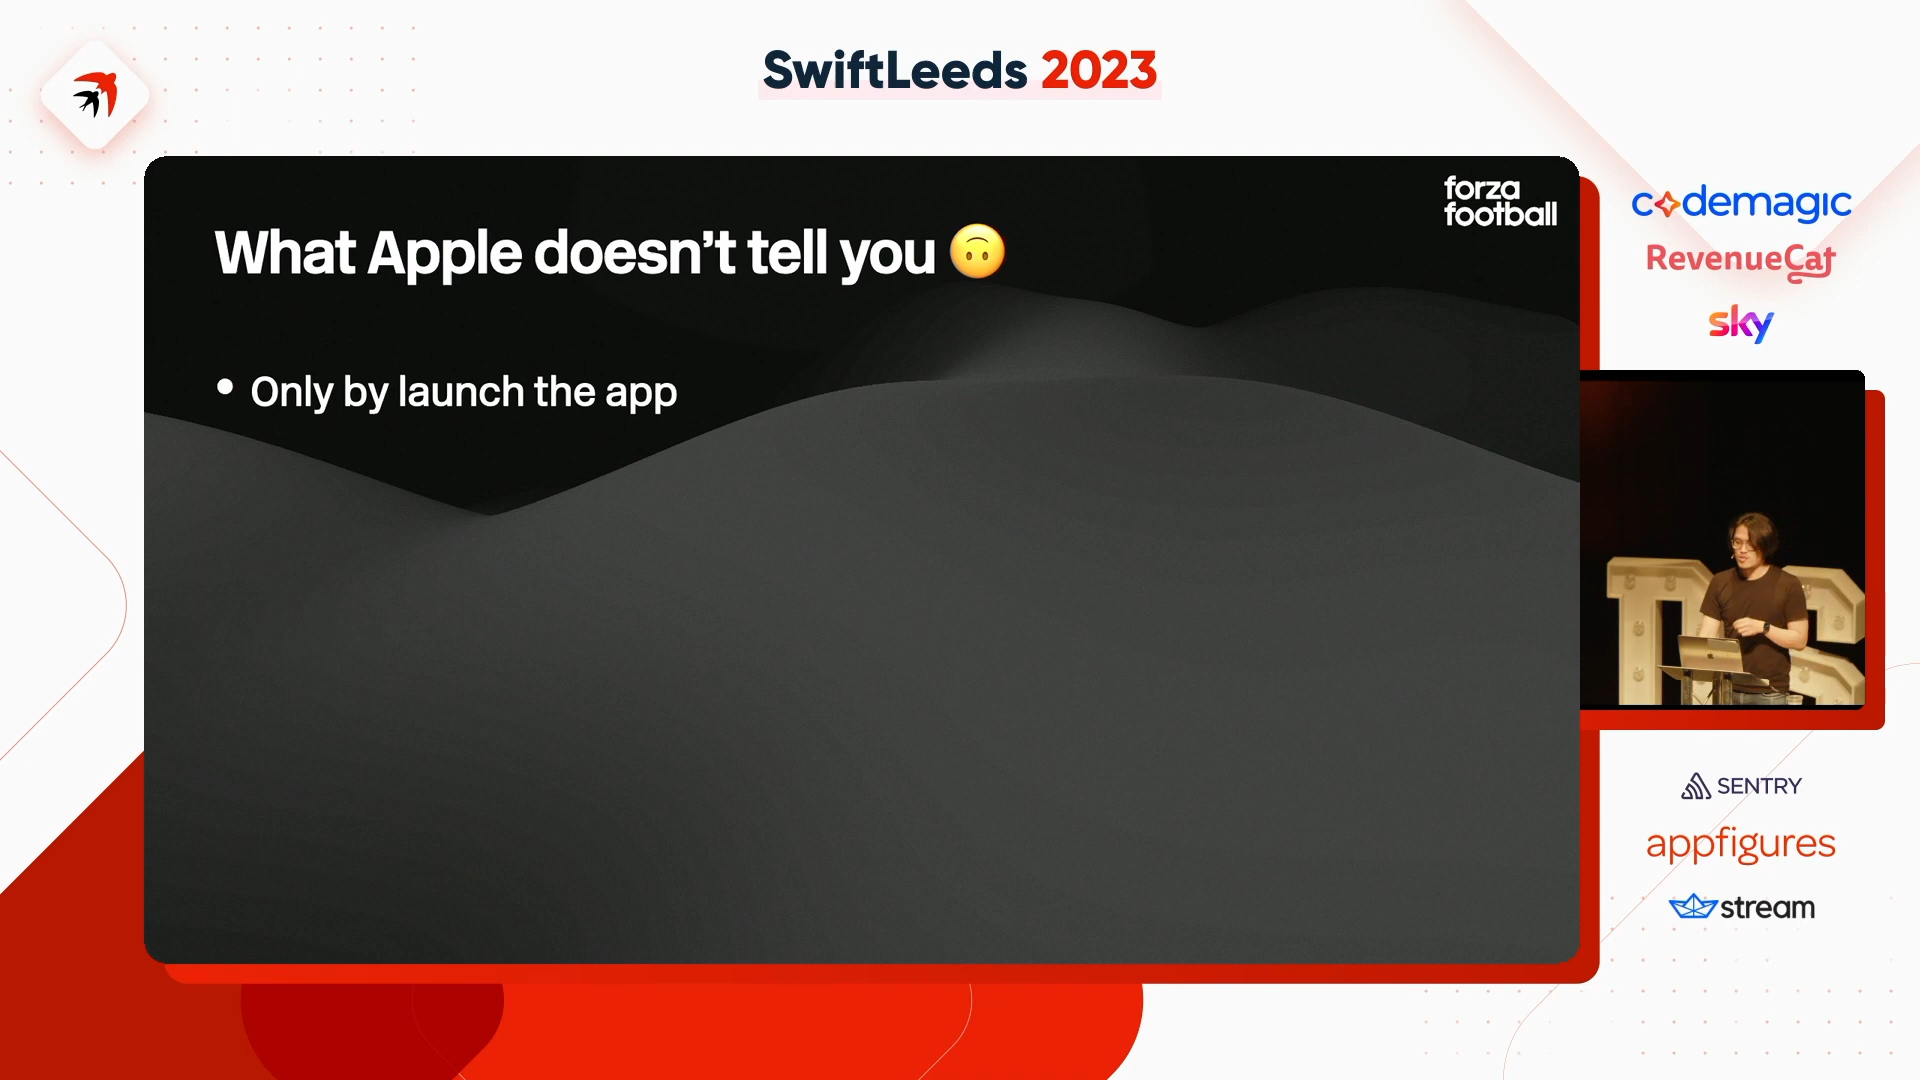 SwiftLeeds 2023
forza
football
What Apple doesn't tell you 🙃
• Only by launch the app
codemagic
RevenueCat
sky
SENTRY
appfigures
stream